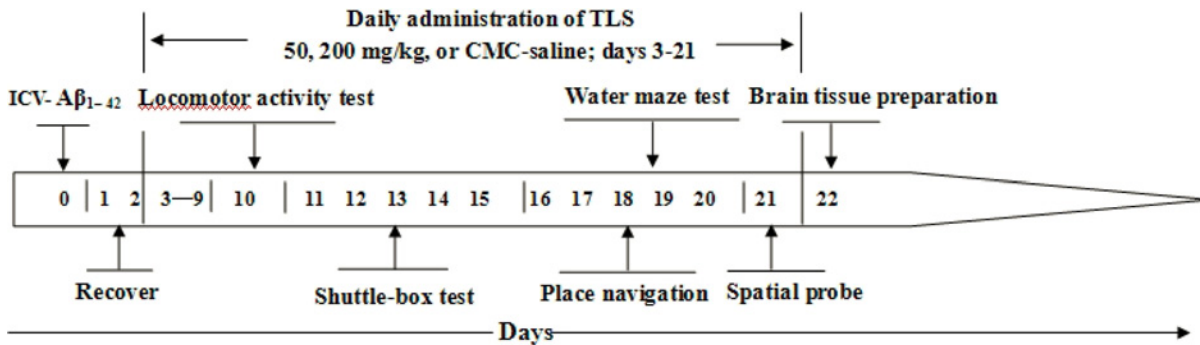 Daily administration of TLS
50, 200 mg/kg, or CMC-saline; days 3-21
ICV- Aβ₁₋₄₂ Locomotor activity test Water maze test Brain tissue preparation
0 | 1 2 3—9 | 10 | 11 12 13 14 15 |16 17 18 19 20 | 21 22
Recover Shuttle-box test Place navigation Spatial probe
Days